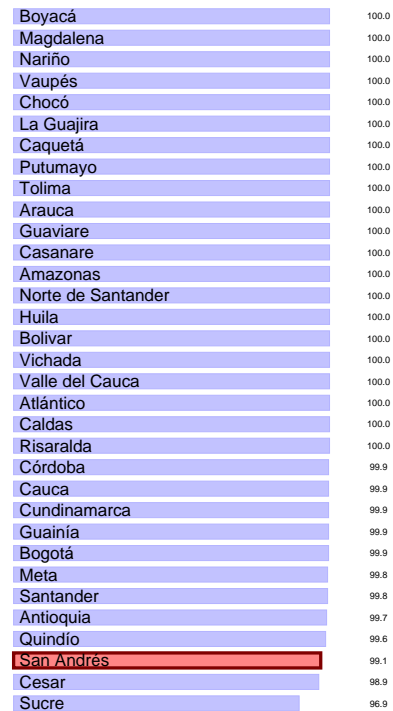 Boyacá 100.0
Magdalena 100.0
Nariño 100.0
Vaupés 100.0
Chocó 100.0
La Guajira 100.0
Caquetá 100.0
Putumayo 100.0
Tolima 100.0
Arauca 100.0
Guaviare 100.0
Casanare 100.0
Amazonas 100.0
Norte de Santander 100.0
Huila 100.0
Bolivar 100.0
Vichada 100.0
Valle del Cauca 100.0
Atlántico 100.0
Caldas 100.0
Risaralda 100.0
Córdoba 99.9
Cauca 99.9
Cundinamarca 99.9
Guainía 99.9
Bogotá 99.9
Meta 99.8
Santander 99.8
Antioquia 99.7
Quindío 99.6
San Andrés 99.1
Cesar 98.9
Sucre 96.9